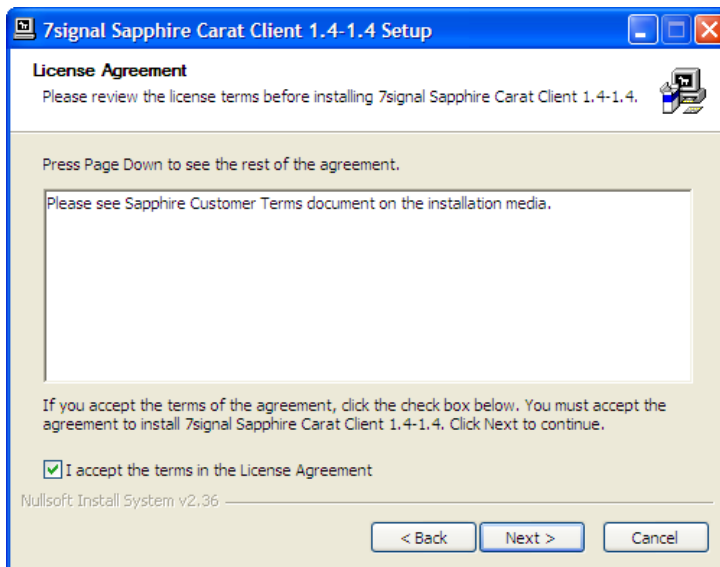 7signal Sapphire Carat Client 1.4-1.4 Setup
License Agreement
Please review the license terms before installing 7signal Sapphire Carat Client 1.4-1.4.
Press Page Down to see the rest of the agreement.
Please see Sapphire Customer Terms document on the installation media.
If you accept the terms of the agreement, click the check box below. You must accept the
agreement to install 7signal Sapphire Carat Client 1.4-1.4. Click Next to continue.
I accept the terms in the License Agreement
Nullsoft Install System v2.36
< Back Next > Cancel